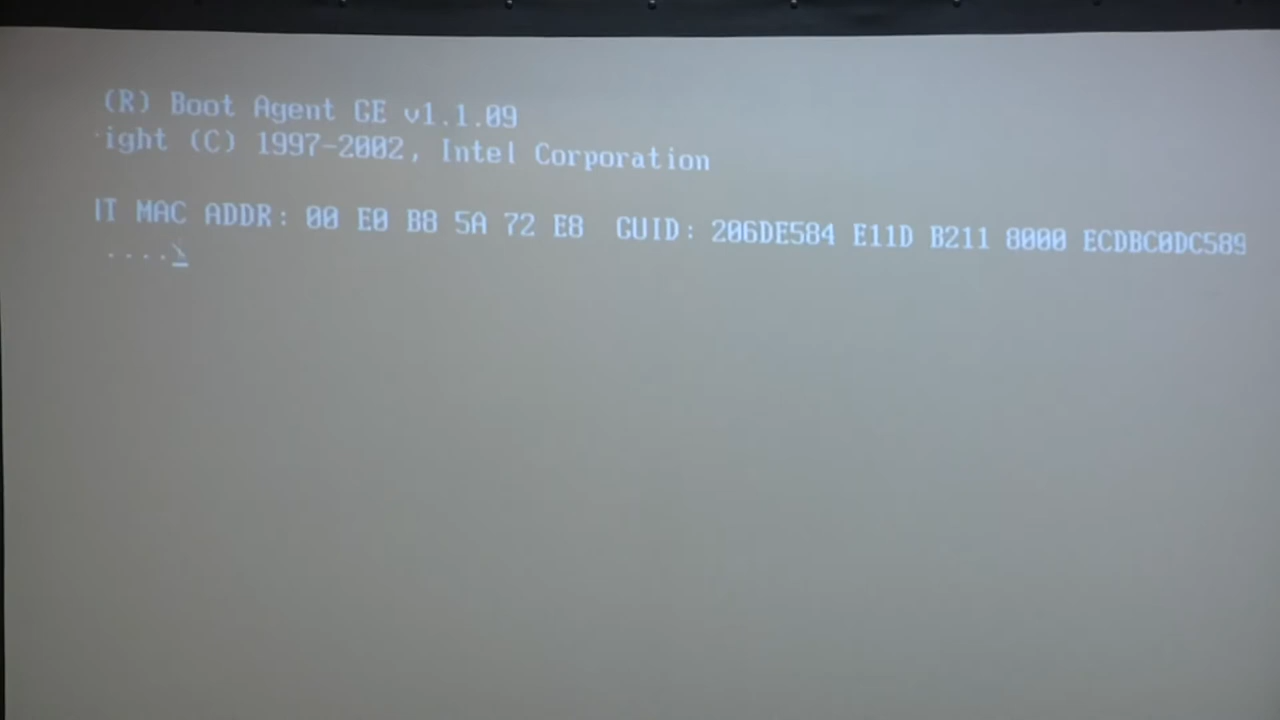 (R) Boot Agent GE v1.1.09
ight (C) 1997-2002, Intel Corporation
IT MAC ADDR: 00 E0 B8 5A 72 E8 GUID: 206DE584 E11D B211 8000 ECDBC0DC589
....\_